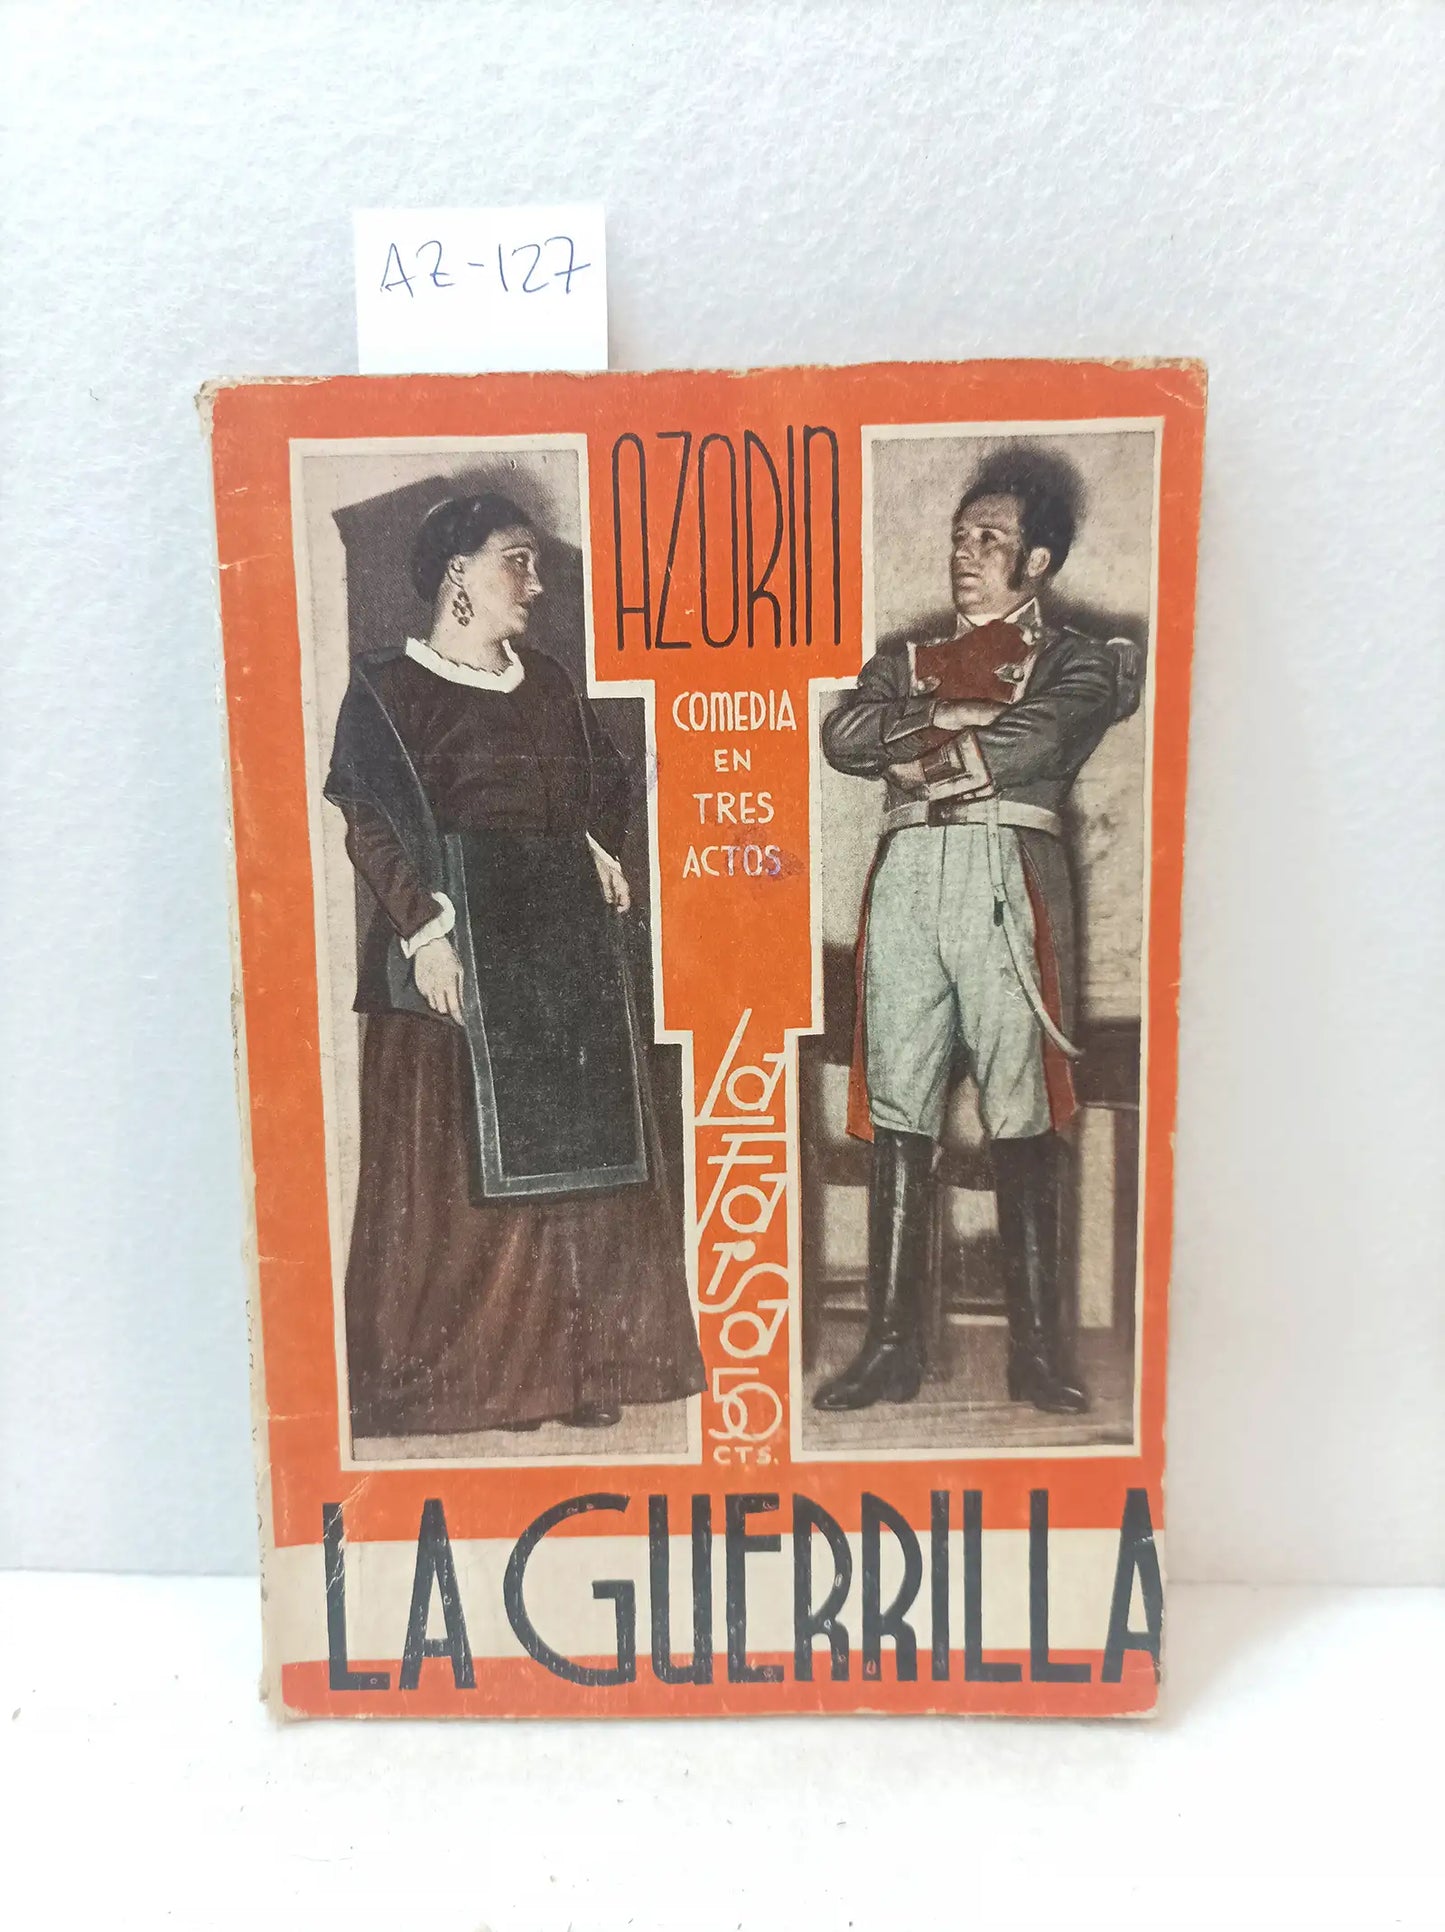 AZ-127
AZORIN
COMEDIA
EN
TRES
ACTOS
La
Farsa
50
CTS.
LA GUERRILLA